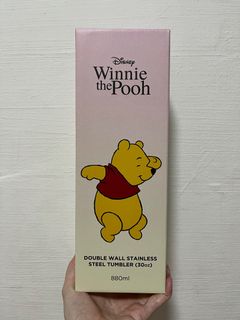 Disney
Winnie
the Pooh
DOUBLE WALL STAINLESS
STEEL TUMBLER (30oz)
880ml